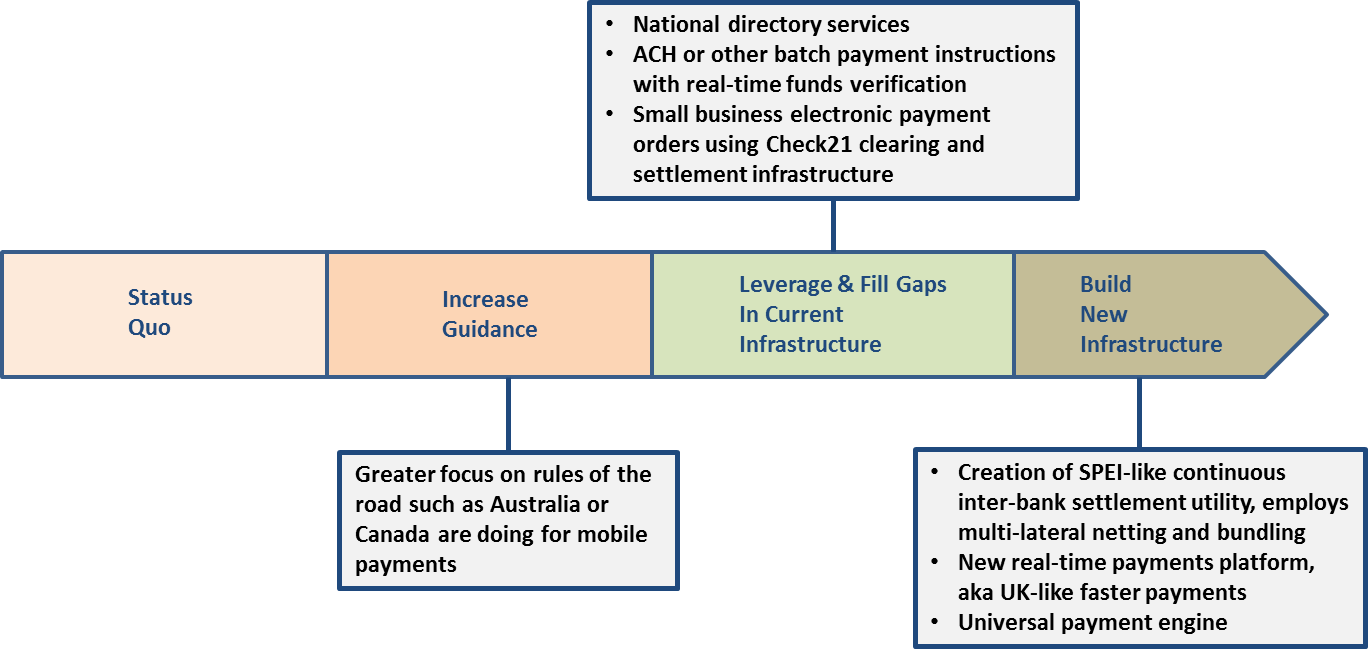 • National directory services
• ACH or other batch payment instructions
with real-time funds verification
• Small business electronic payment
orders using Check21 clearing and
settlement infrastructure
Status
Quo
Increase
Guidance
Leverage & Fill Gaps
In Current
Infrastructure
Build
New
Infrastructure
Greater focus on rules of the
road such as Australia or
Canada are doing for mobile
payments
• Creation of SPEI-like continuous
inter-bank settlement utility, employs
multi-lateral netting and bundling
• New real-time payments platform,
aka UK-like faster payments
• Universal payment engine